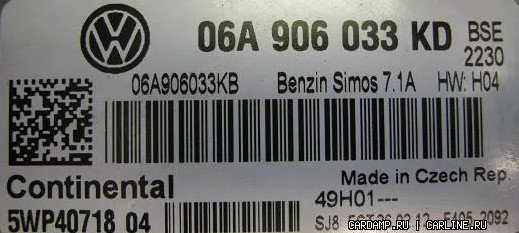 06A 906 033 KD BSE
2230
06A906033KB Benzin Simos 7.1A HW: H04
Continental
Made in Czech Rep.
49H01---
5WP40718 04
SJ8
CARDAMP.RU | CARLINE.RU